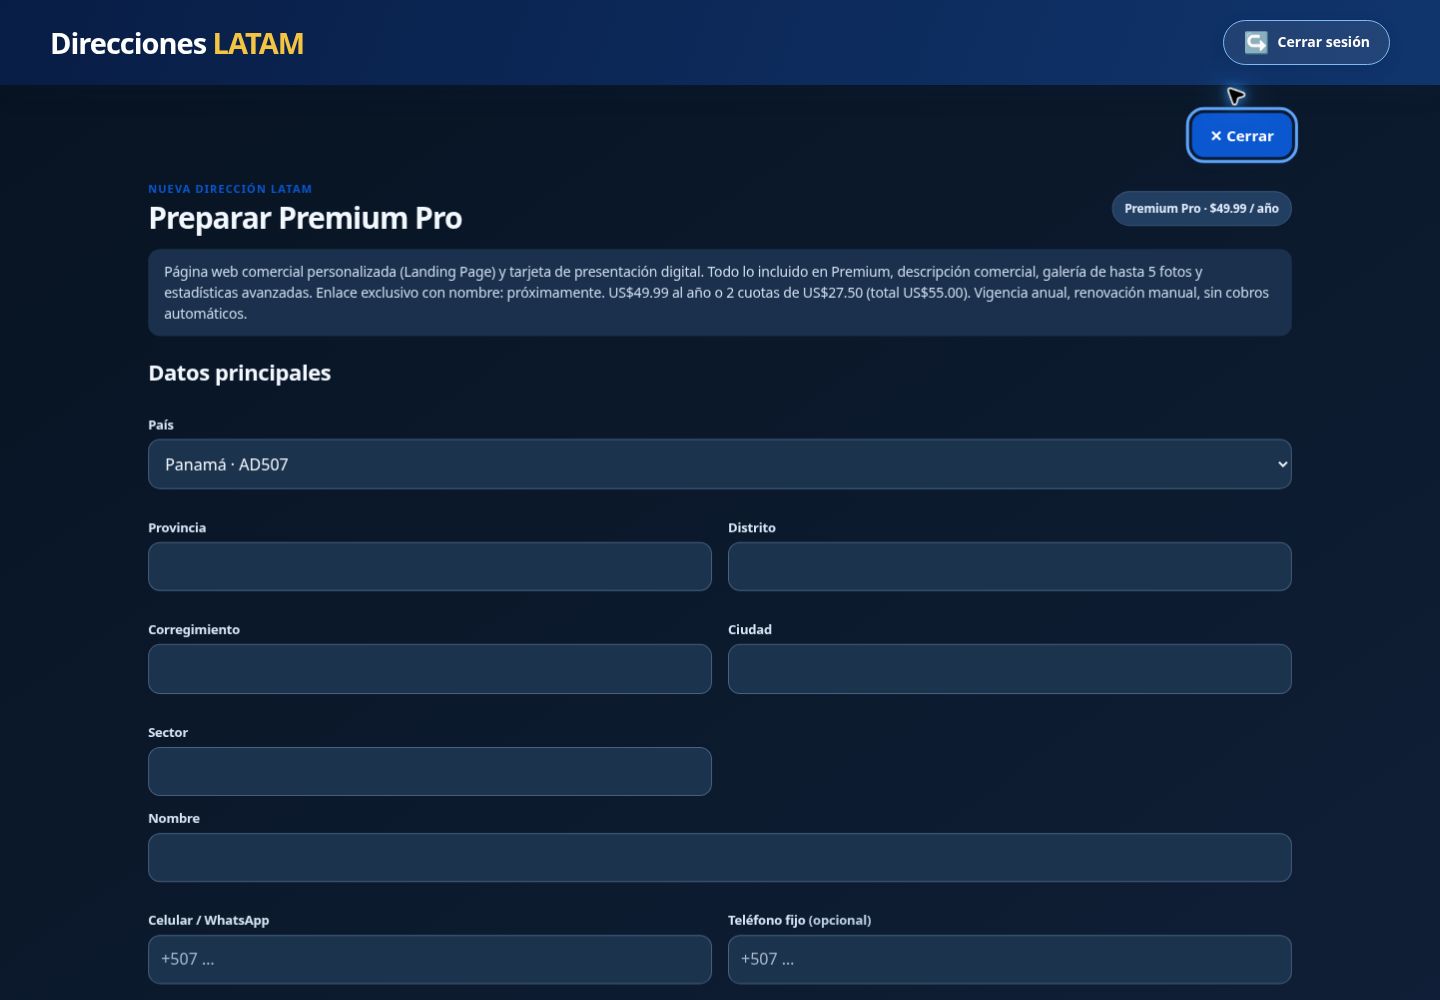 Direcciones LATAM
Cerrar sesión
✕ Cerrar
NUEVA DIRECCIÓN LATAM
Preparar Premium Pro
Premium Pro · $49.99 / año
Página web comercial personalizada (Landing Page) y tarjeta de presentación digital. Todo lo incluido en Premium, descripción comercial, galería de hasta 5 fotos y
estadísticas avanzadas. Enlace exclusivo con nombre: próximamente. US$49.99 al año o 2 cuotas de US$27.50 (total US$55.00). Vigencia anual, renovación manual, sin cobros
automáticos.
Datos principales
País
Panamá · AD507
Provincia
Distrito
Corregimiento
Ciudad
Sector
Nombre
Celular / WhatsApp
Teléfono fijo (opcional)
+507 ...
+507 ...